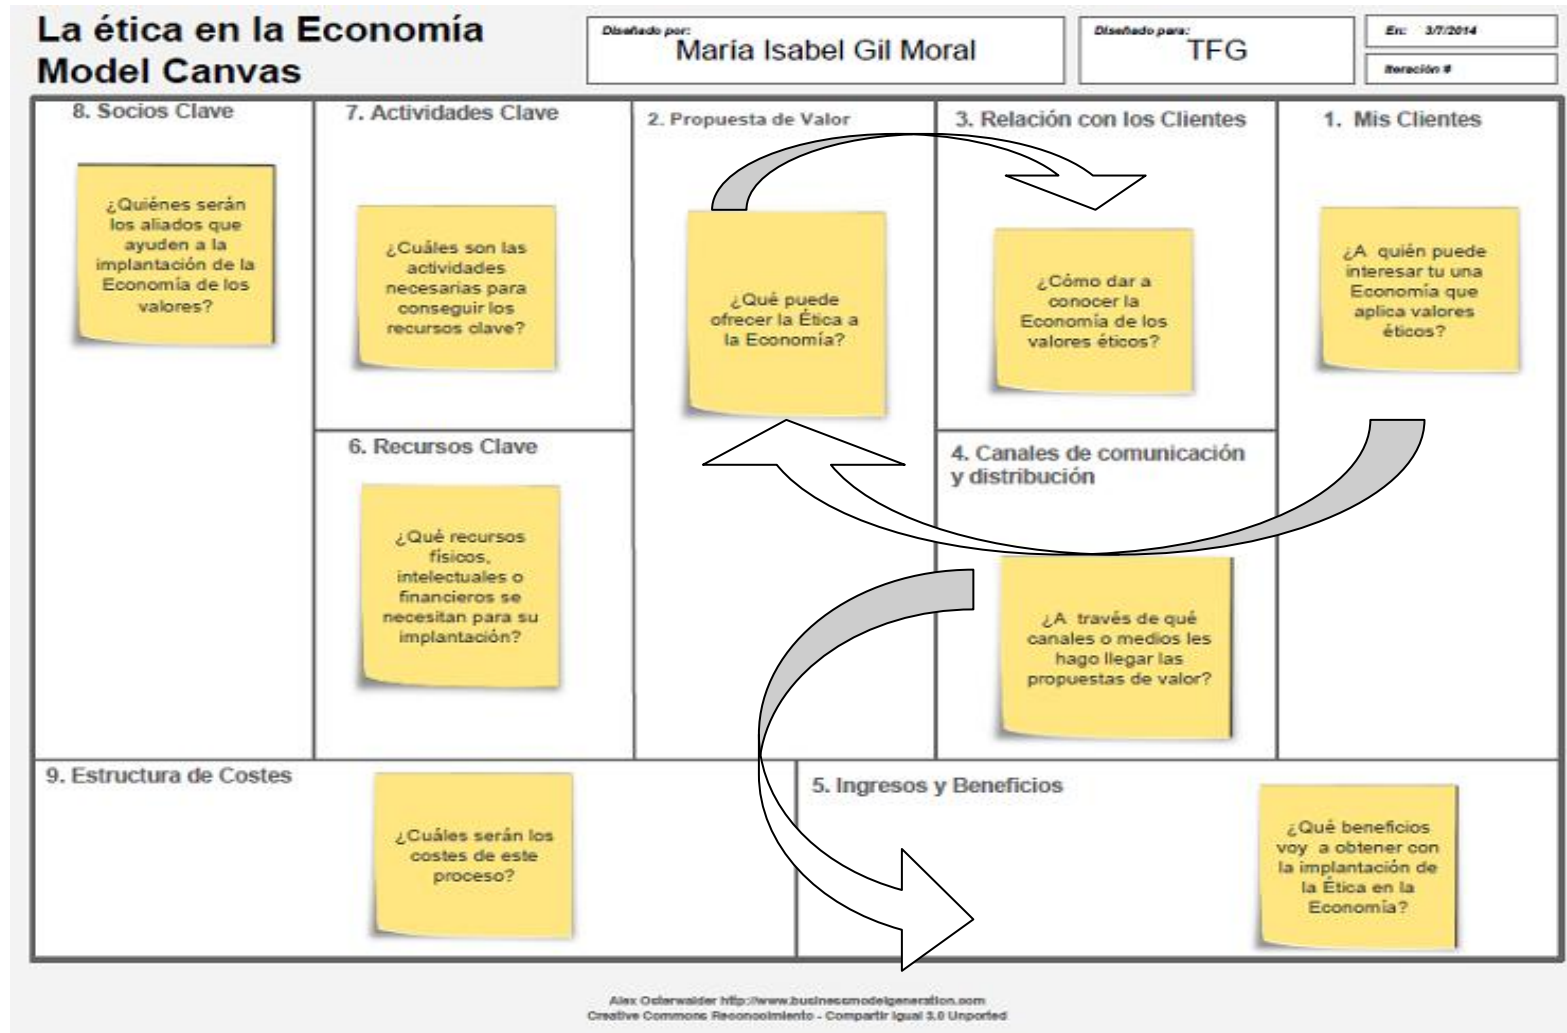 La ética en la Economía
Model Canvas
Diseñado por:
María Isabel Gil Moral
Diseñado para:
TFG
En: 3/7/2014
Iteración #
8. Socios Clave
¿Quiénes serán
los aliados que
ayuden a la
implantación de la
Economía de los
valores?
7. Actividades Clave
¿Cuáles son las
actividades
necesarias para
conseguir los
recursos clave?
6. Recursos Clave
¿Qué recursos
físicos,
intelectuales o
financieros se
necesitan para su
implantación?
2. Propuesta de Valor
¿Qué puede
ofrecer la Ética a
la Economía?
3. Relación con los Clientes
¿Cómo dar a
conocer la
Economía de los
valores éticos?
4. Canales de comunicación
y distribución
¿A través de qué
canales o medios les
hago llegar las
propuestas de valor?
1. Mis Clientes
¿A quién puede
interesar tu una
Economía que
aplica valores
éticos?
9. Estructura de Costes
¿Cuáles serán los
costes de este
proceso?
5. Ingresos y Beneficios
¿Qué beneficios
voy a obtener con
la implantación de
la Ética en la
Economía?
Alex Osterwalder http://www.businessmodelgeneration.com
Creative Commons Reconocimiento - Compartir Igual 3.0 Unported